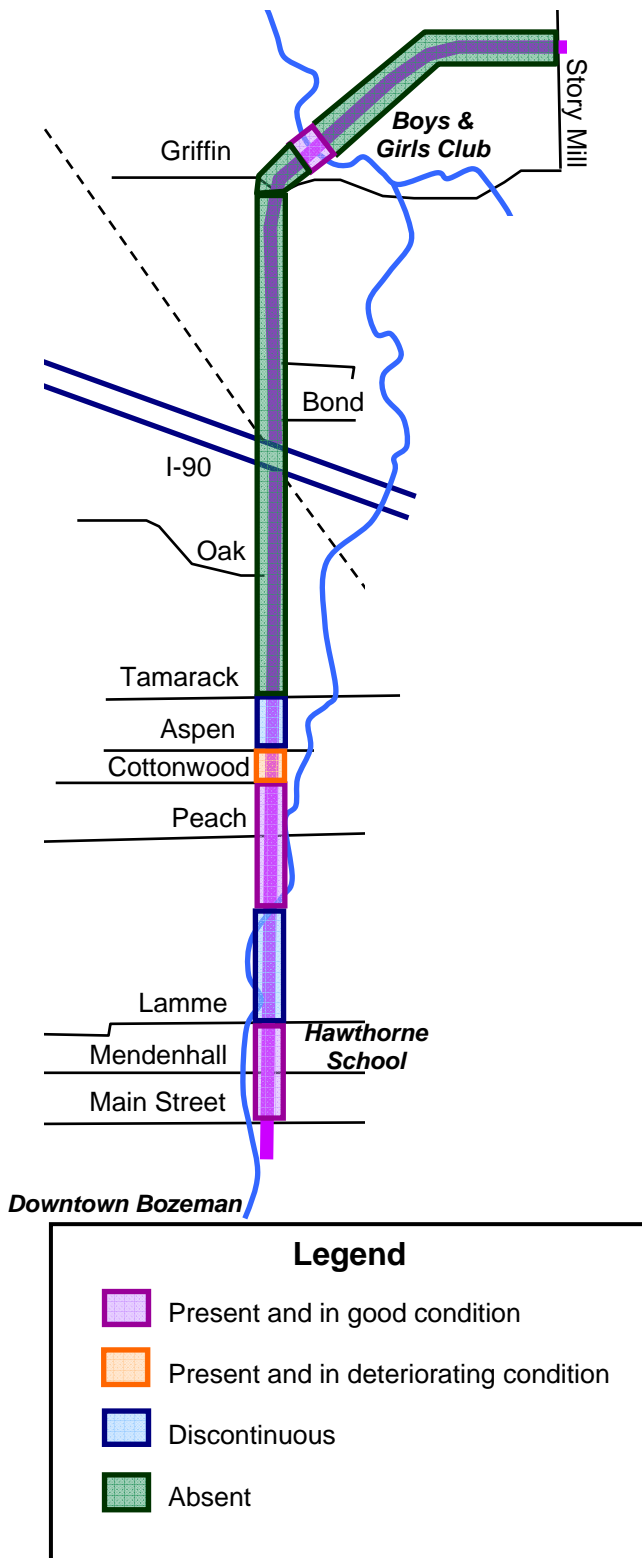 Story Mill
Boys &
Girls Club
Griffin
Bond
I-90
Oak
Tamarack
Aspen
Cottonwood
Peach
Lamme
Hawthorne
School
Mendenhall
Main Street
Downtown Bozeman
Legend
Present and in good condition
Present and in deteriorating condition
Discontinuous
Absent